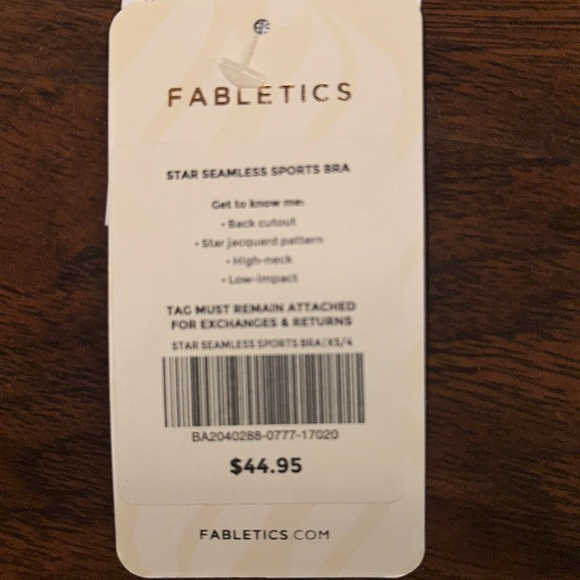 FABLETICS
STAR SEAMLESS SPORTS BRA
Get to know me:
• Back cutout
• Star jacquard pattern
• High-neck
• Low-impact
TAG MUST REMAIN ATTACHED
FOR EXCHANGES & RETURNS
STAR SEAMLESS SPORTS BRA|XS/4
BA2040288-0777-17020
$44.95
FABLETICS.COM